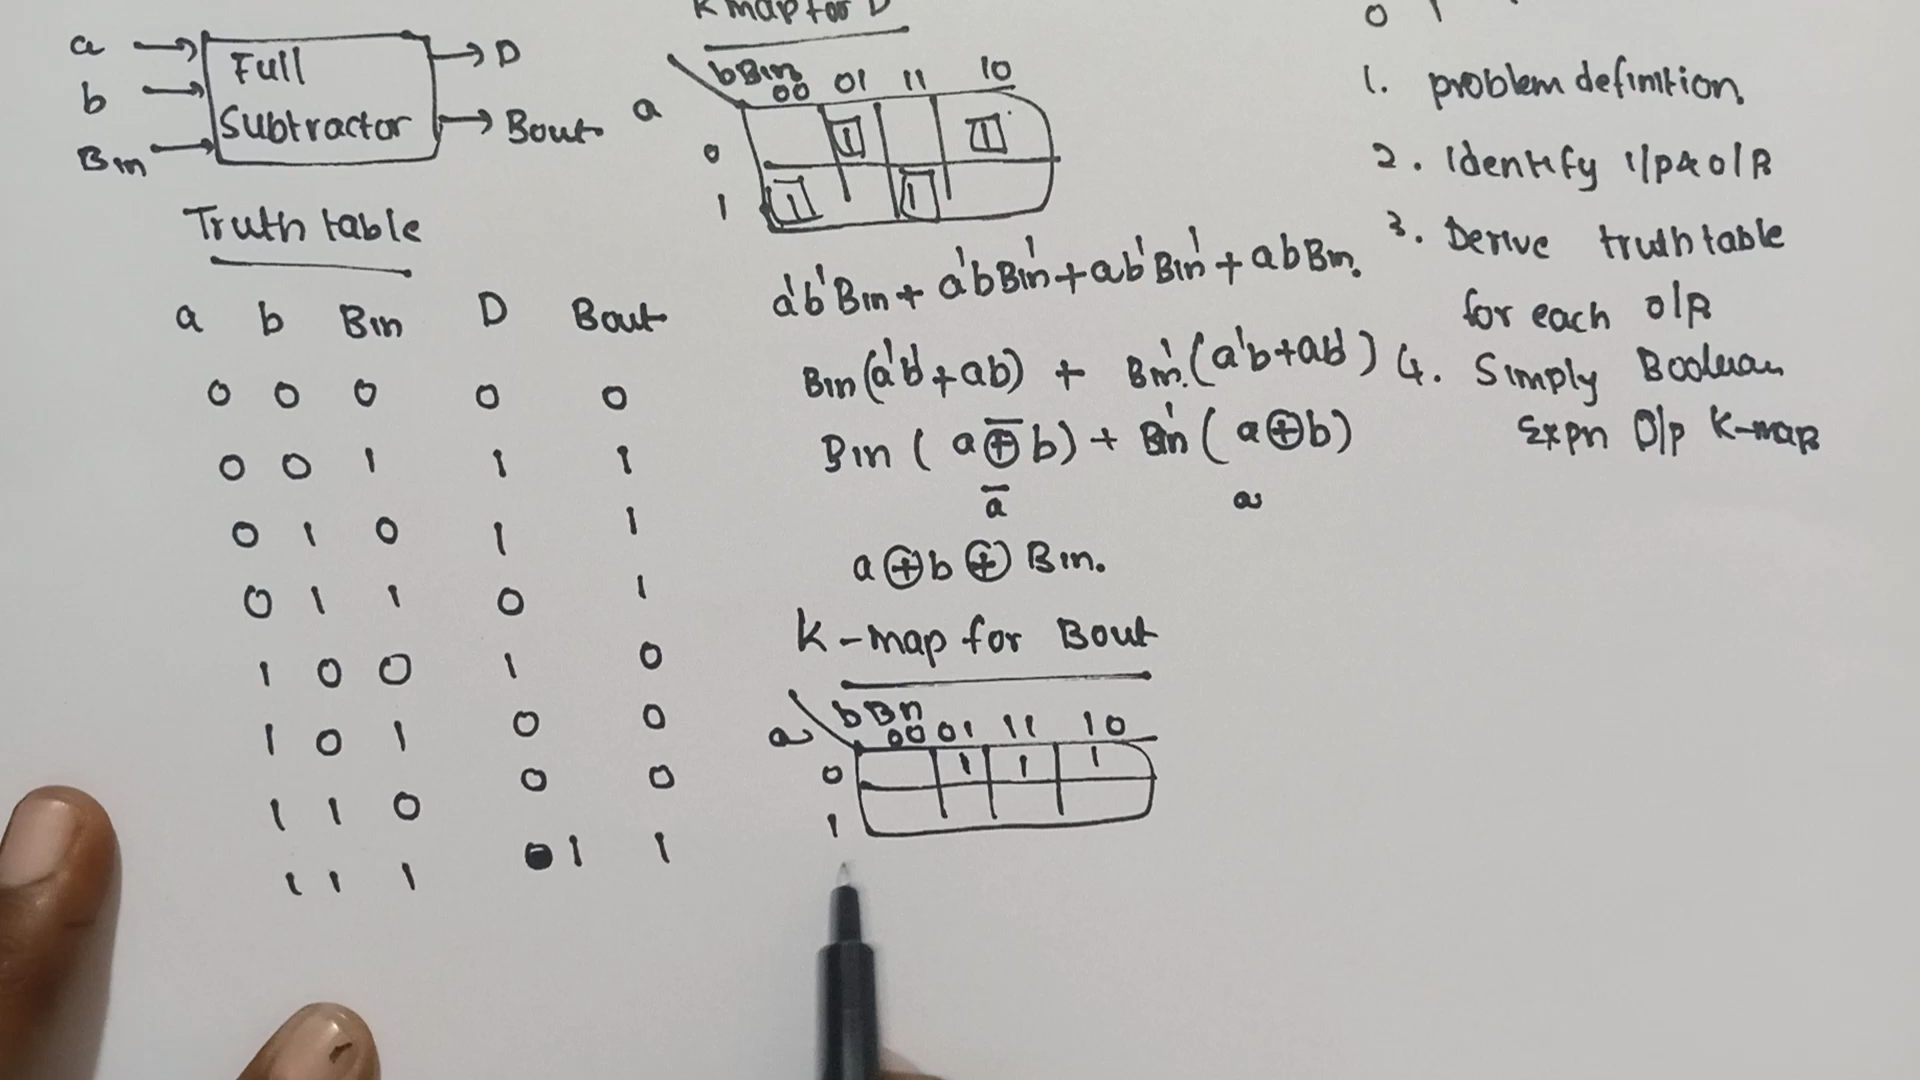 a
b
Bin
Full
Subtractor
D
Bout
Truth table
a b Bin D Bout
0 0 0 0 0
0 0 1 1 1
0 1 0 1 1
0 1 1 0 1
1 0 0 1 0
1 0 1 0 0
1 1 0 0 0
1 1 1 1 1
K map for D
bBin
a
00 01 11 10
0 1 1
1 1 1
a'b'Bin + a'bBin' + ab'Bin' + abBin.
Bin(a'b' + ab) + Bin'.(a'b+ab')
Bin ( a ⊕̅ b) + Bin' ( a⊕b)
a̅ a
a⊕b⊕Bin.
K-map for Bout
bBin
a
00 01 11 10
0 1 1 1
1
0 1
1. problem definition.
2. Identify i/p & o/p
3. Derive truth table
for each o/p
4. Simply Boolean
Expn O/p K-map